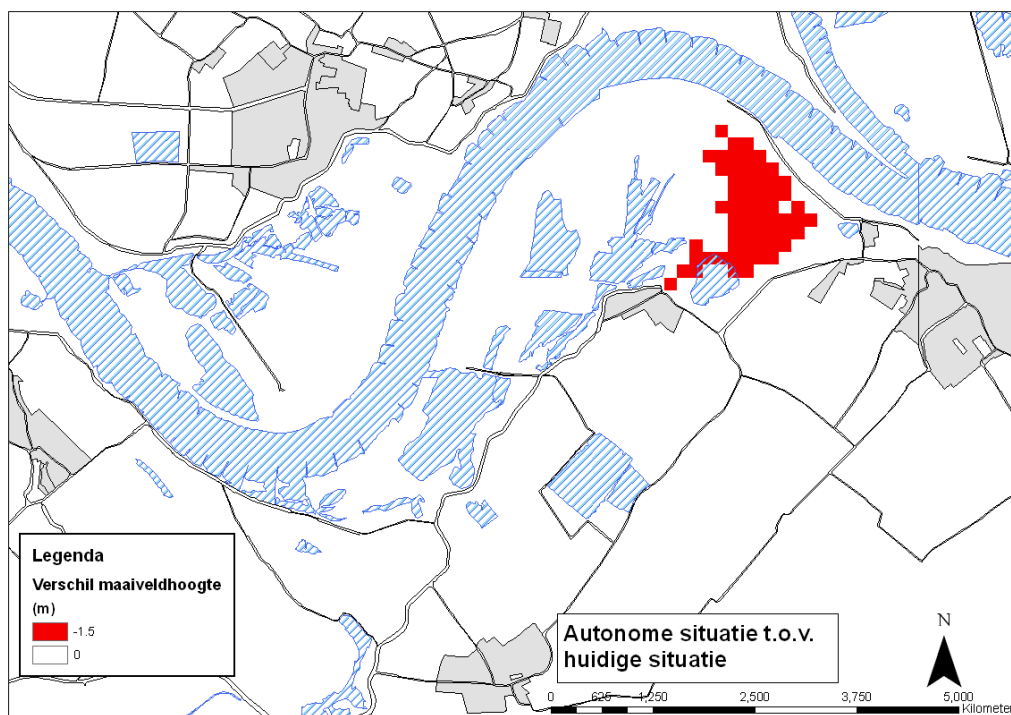 Legenda
Verschil maaiveldhoogte
(m)
-1.5
0
Autonome situatie t.o.v.
huidige situatie
N
0 625 1,250 2,500 3,750 5,000
Kilometer